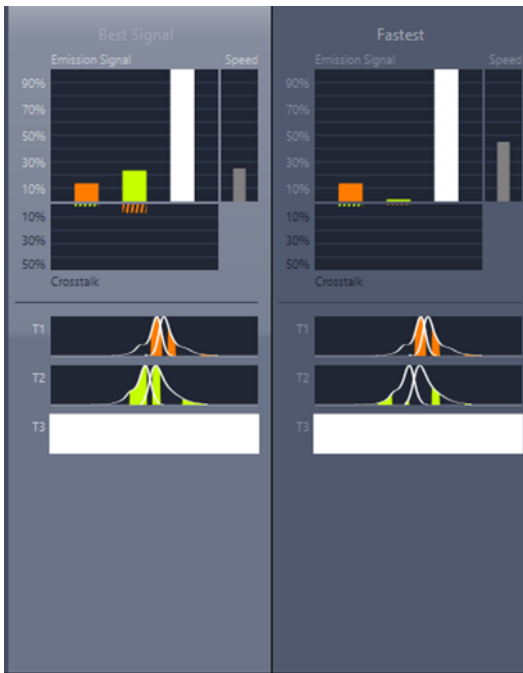 Best Signal
Emission Signal Speed
90%
70%
50%
30%
10%
10%
30%
50%
Crosstalk
T1
T2
T3
Fastest
Emission Signal Speed
90%
70%
50%
30%
10%
10%
30%
50%
Crosstalk
T1
T2
T3